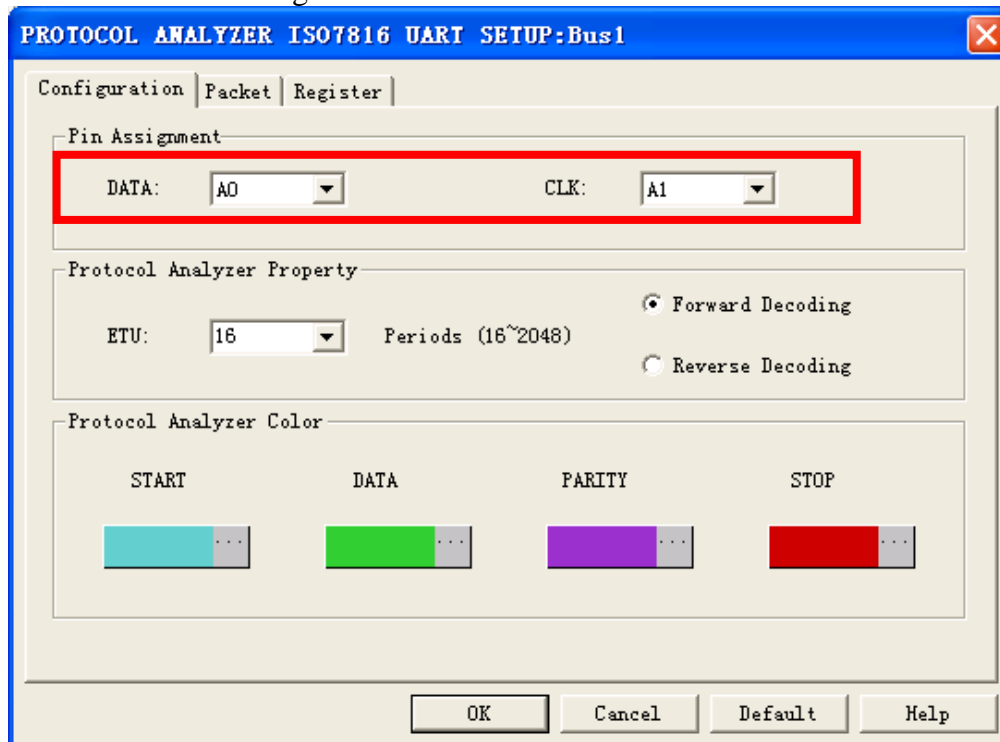 PROTOCOL ANALYZER ISO7816 UART SETUP:Bus1
Configuration Packet Register
Pin Assignment
DATA: A0 CLK: A1
Protocol Analyzer Property
Forward Decoding
ETU: 16 Periods (16~2048)
Reverse Decoding
Protocol Analyzer Color
START DATA PARITY STOP
... ... ... ...
OK Cancel Default Help